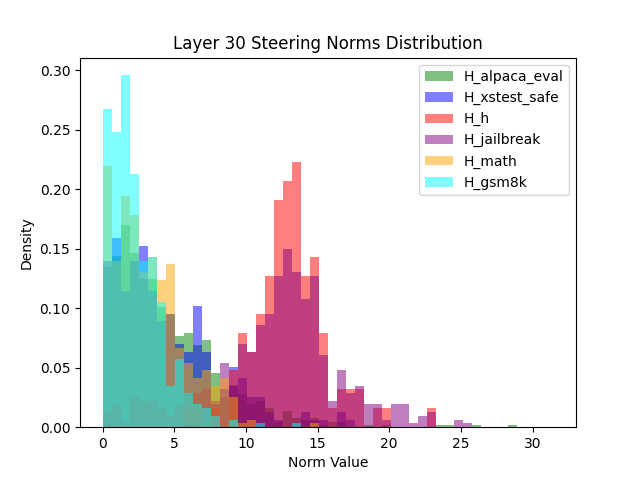 Layer 30 Steering Norms Distribution
0.30
0.25
0.20
0.15
0.10
0.05
0.00
Density
H_alpaca_eval
H_xstest_safe
H_h
H_jailbreak
H_math
H_gsm8k
0 5 10 15 20 25 30
Norm Value